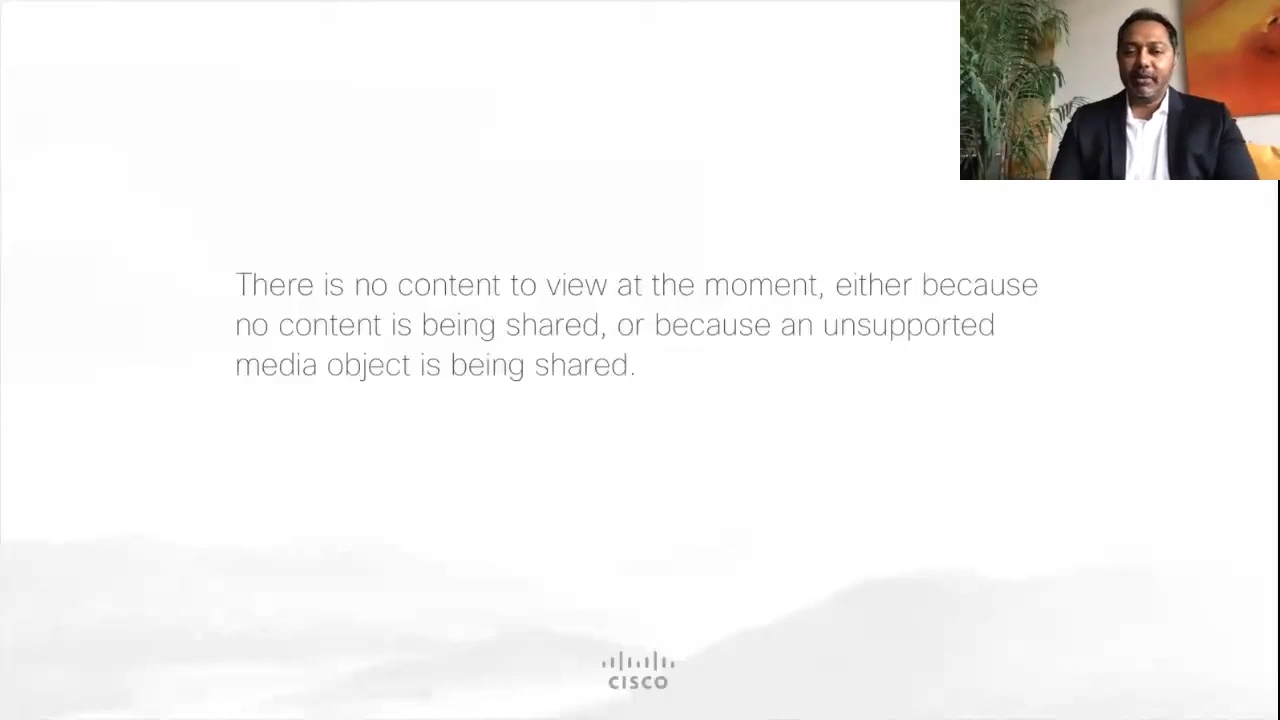 There is no content to view at the moment, either because
no content is being shared, or because an unsupported
media object is being shared.
CISCO